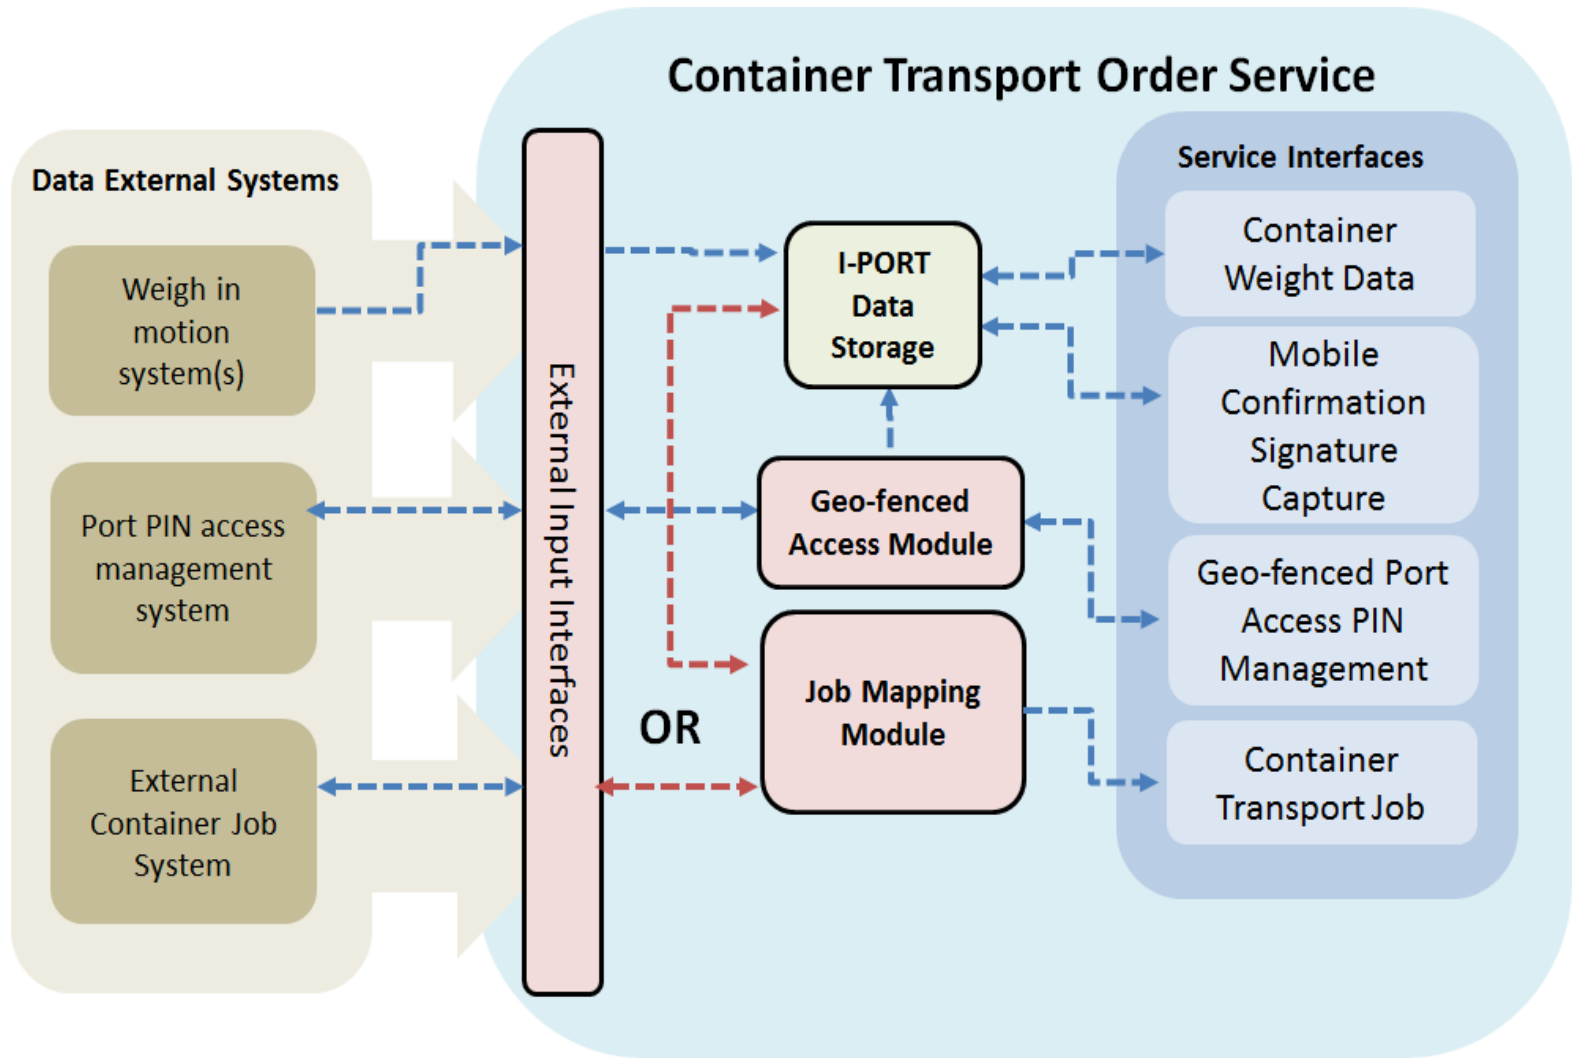 Container Transport Order Service
Data External Systems
Weigh in
motion
system(s)
Port PIN access
management
system
External
Container Job
System
External Input Interfaces
I-PORT
Data
Storage
Geo-fenced
Access Module
OR
Job Mapping
Module
Service Interfaces
Container
Weight Data
Mobile
Confirmation
Signature
Capture
Geo-fenced Port
Access PIN
Management
Container
Transport Job